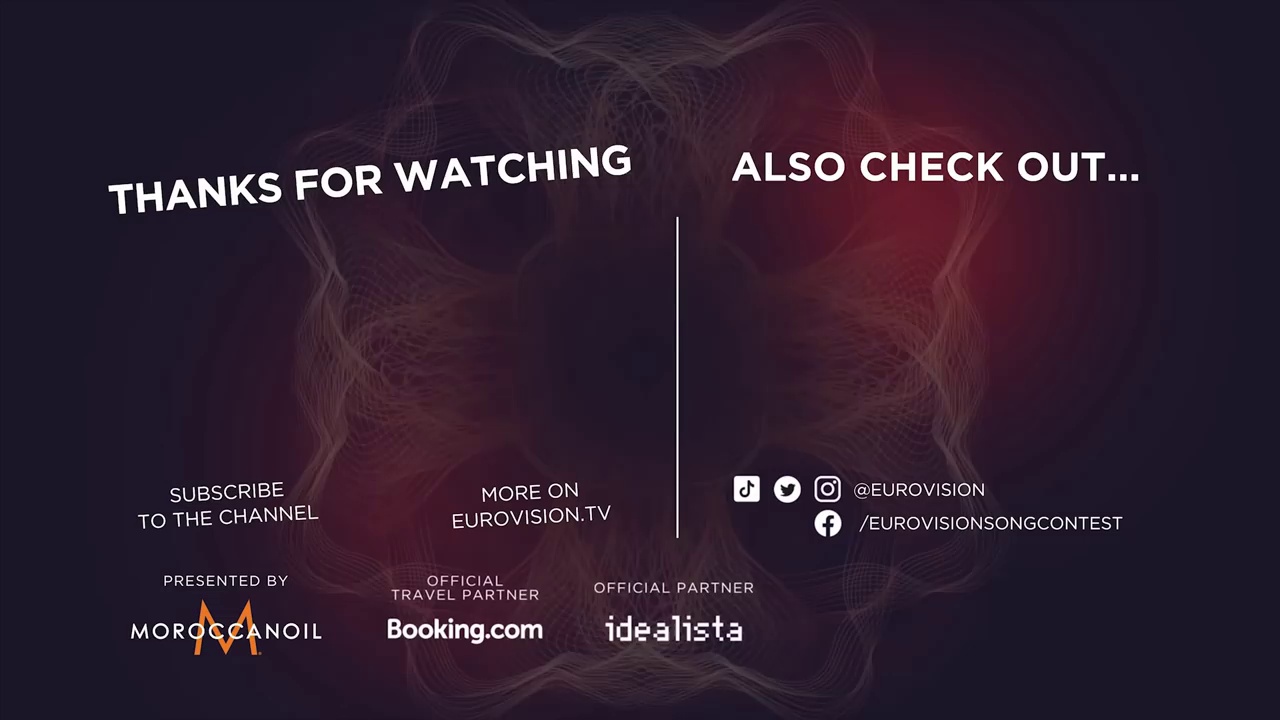 THANKS FOR WATCHING
ALSO CHECK OUT...
SUBSCRIBE
TO THE CHANNEL
MORE ON
EUROVISION.TV
@EUROVISION
/EUROVISIONSONGCONTEST
PRESENTED BY
MOROCCANOIL
OFFICIAL
TRAVEL PARTNER
Booking.com
OFFICIAL PARTNER
idealista